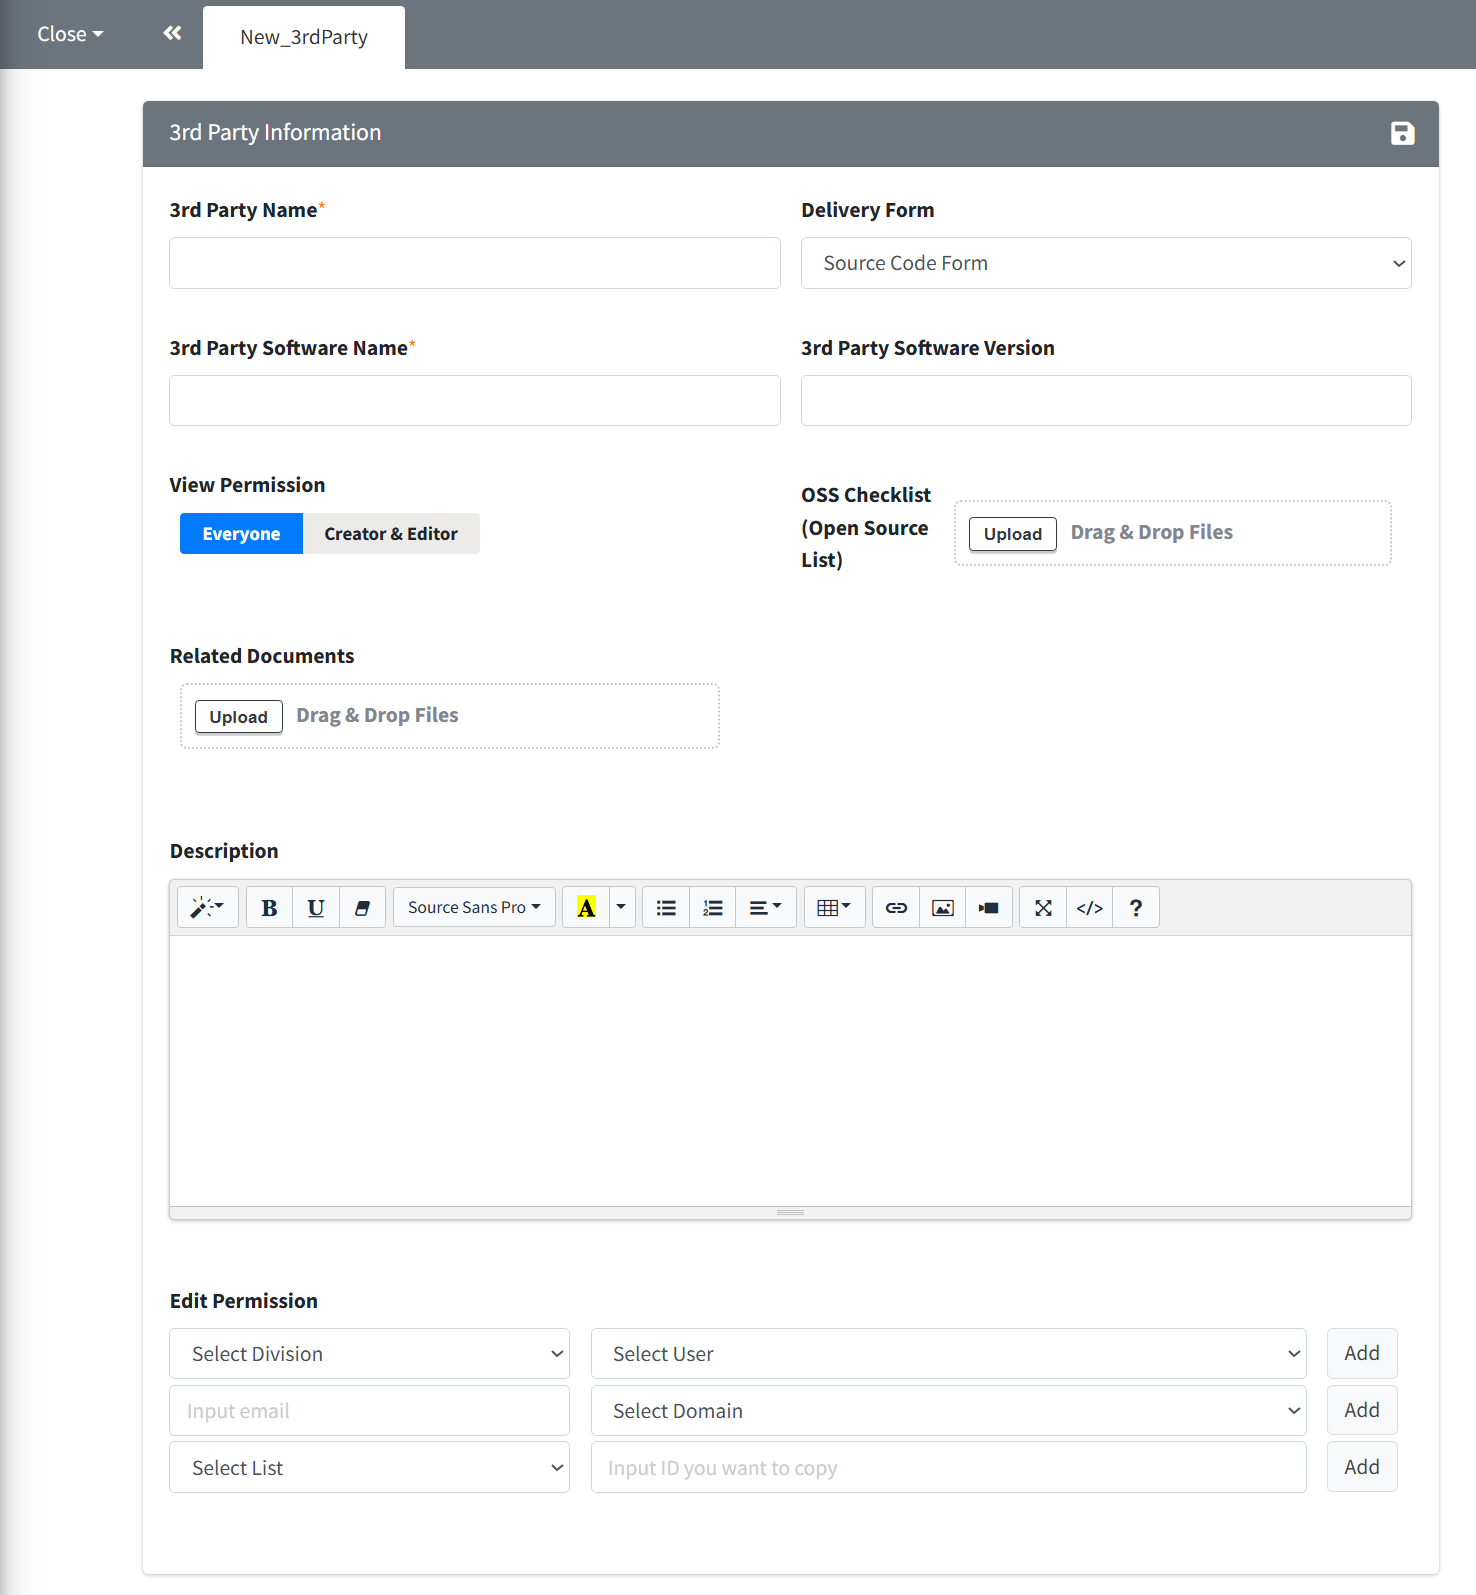 Close
New_3rdParty
3rd Party Information
3rd Party Name*
Delivery Form
Source Code Form
3rd Party Software Name*
3rd Party Software Version
View Permission
Everyone
Creator & Editor
OSS Checklist
(Open Source
List)
Upload
Drag & Drop Files
Related Documents
Upload
Drag & Drop Files
Description
B U Source Sans Pro A </> ?
Edit Permission
Select Division
Select User
Add
Input email
Select Domain
Add
Select List
Input ID you want to copy
Add